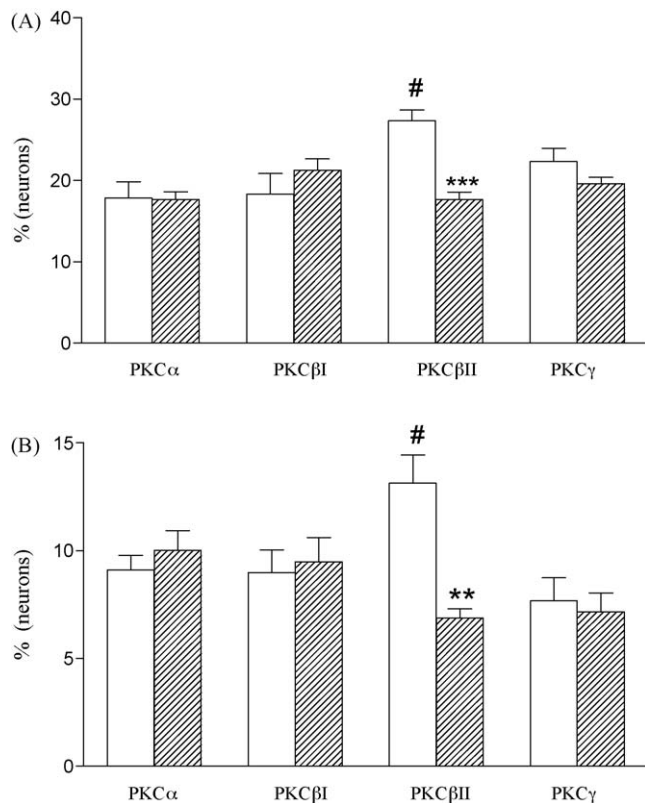 (A)
40
30
20
10
0
% (neurons)
#
***
PKCα PKCβI PKCβII PKCγ
(B)
15
10
5
0
% (neurons)
#
**
PKCα PKCβI PKCβII PKCγ